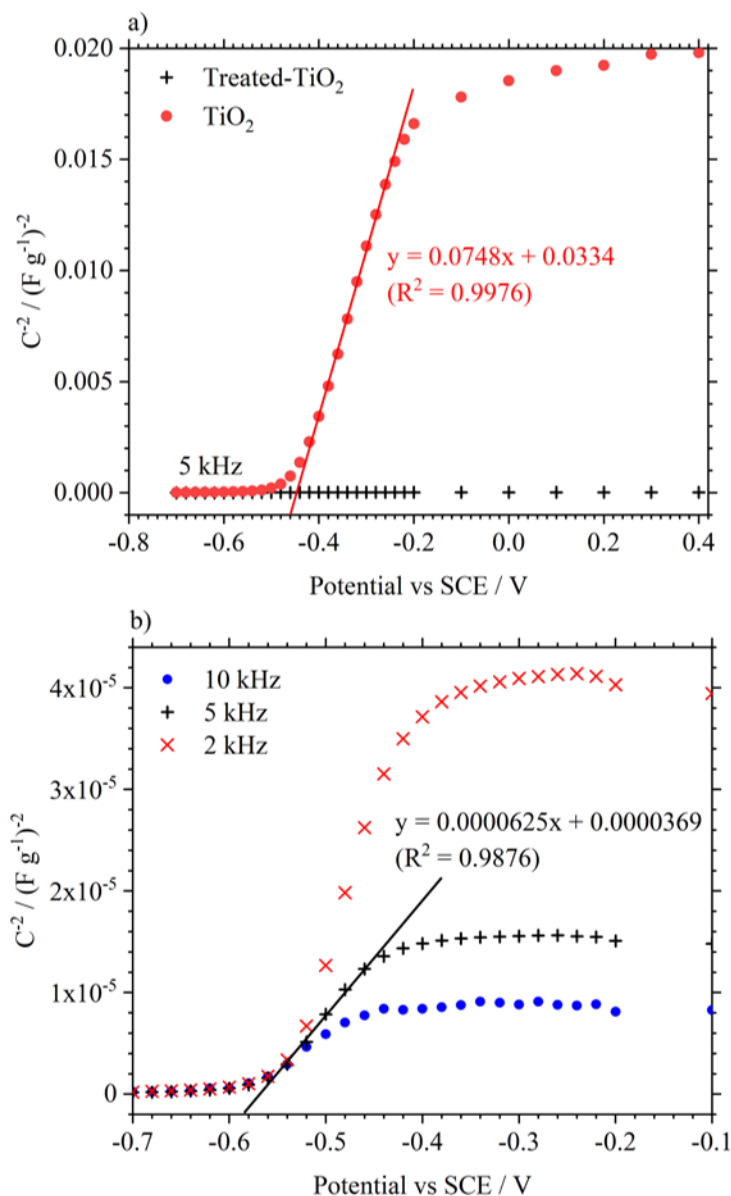 a)
0.020
0.015
0.010
0.005
0.000
C⁻² / (F g⁻¹)⁻²
+ Treated-TiO₂
● TiO₂
y = 0.0748x + 0.0334
(R² = 0.9976)
5 kHz
-0.8 -0.6 -0.4 -0.2 0.0 0.2 0.4
Potential vs SCE / V
b)
4x10⁻⁵
3x10⁻⁵
2x10⁻⁵
1x10⁻⁵
0
C⁻² / (F g⁻¹)⁻²
● 10 kHz
+ 5 kHz
× 2 kHz
y = 0.0000625x + 0.0000369
(R² = 0.9876)
-0.7 -0.6 -0.5 -0.4 -0.3 -0.2 -0.1
Potential vs SCE / V